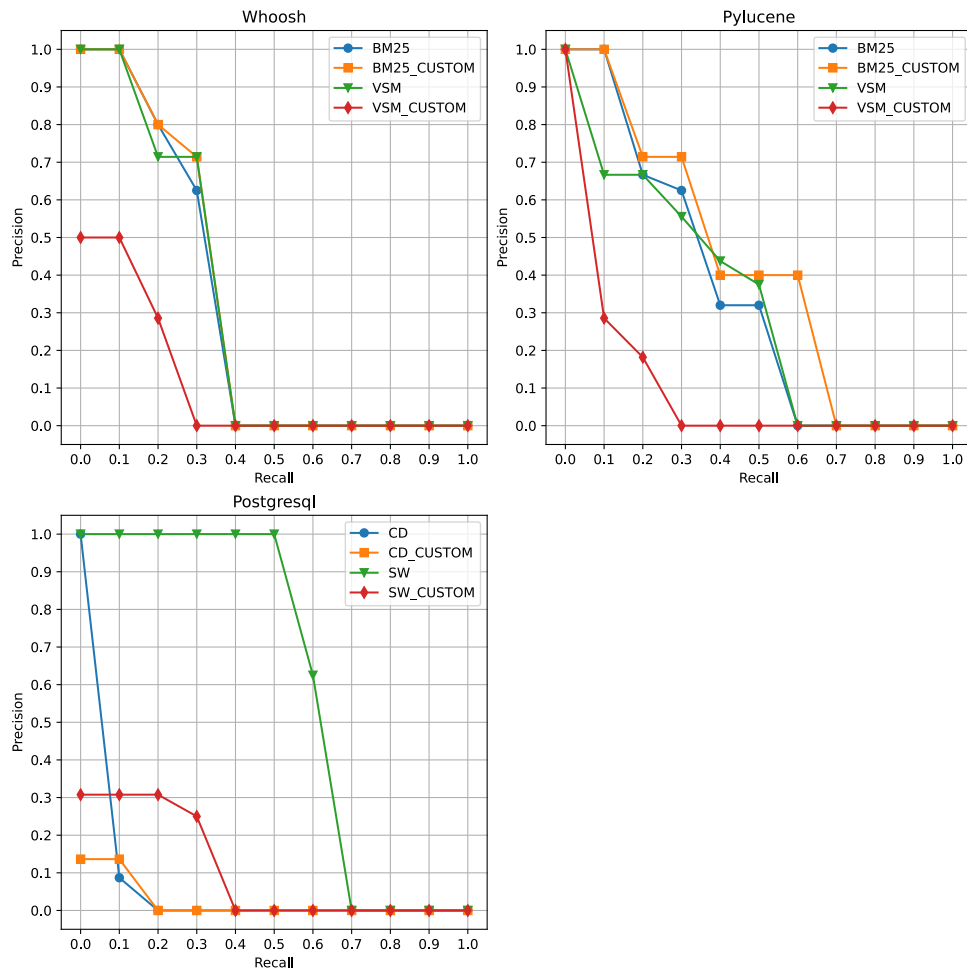 Whoosh
1.0
0.9
0.8
0.7
0.6
0.5
0.4
0.3
0.2
0.1
0.0
Precision
BM25
BM25_CUSTOM
VSM
VSM_CUSTOM
0.0 0.1 0.2 0.3 0.4 0.5 0.6 0.7 0.8 0.9 1.0
Recall
Pylucene
1.0
0.9
0.8
0.7
0.6
0.5
0.4
0.3
0.2
0.1
0.0
Precision
BM25
BM25_CUSTOM
VSM
VSM_CUSTOM
0.0 0.1 0.2 0.3 0.4 0.5 0.6 0.7 0.8 0.9 1.0
Recall
Postgresql
1.0
0.9
0.8
0.7
0.6
0.5
0.4
0.3
0.2
0.1
0.0
Precision
CD
CD_CUSTOM
SW
SW_CUSTOM
0.0 0.1 0.2 0.3 0.4 0.5 0.6 0.7 0.8 0.9 1.0
Recall